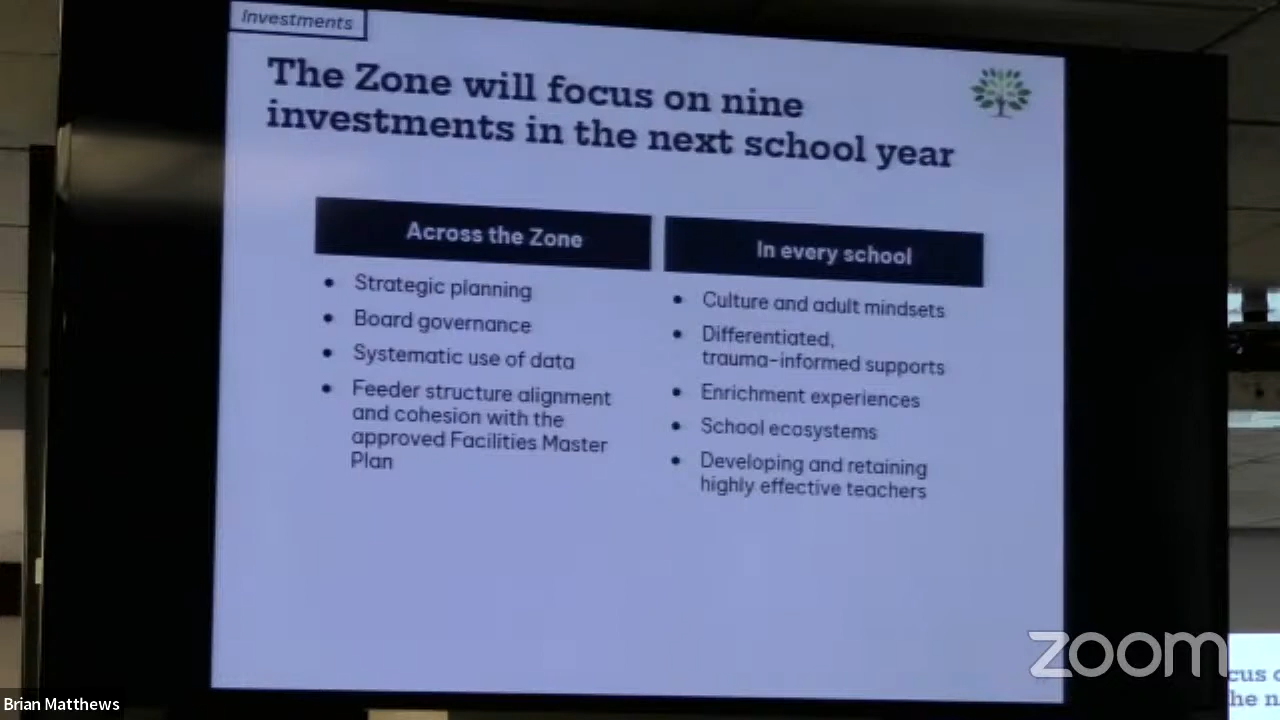 Investments
The Zone will focus on nine
investments in the next school year
Across the Zone
• Strategic planning
• Board governance
• Systematic use of data
• Feeder structure alignment
and cohesion with the
approved Facilities Master
Plan
In every school
• Culture and adult mindsets
• Differentiated,
trauma-informed supports
• Enrichment experiences
• School ecosystems
• Developing and retaining
highly effective teachers
zoom
cus
he n
Brian Matthews